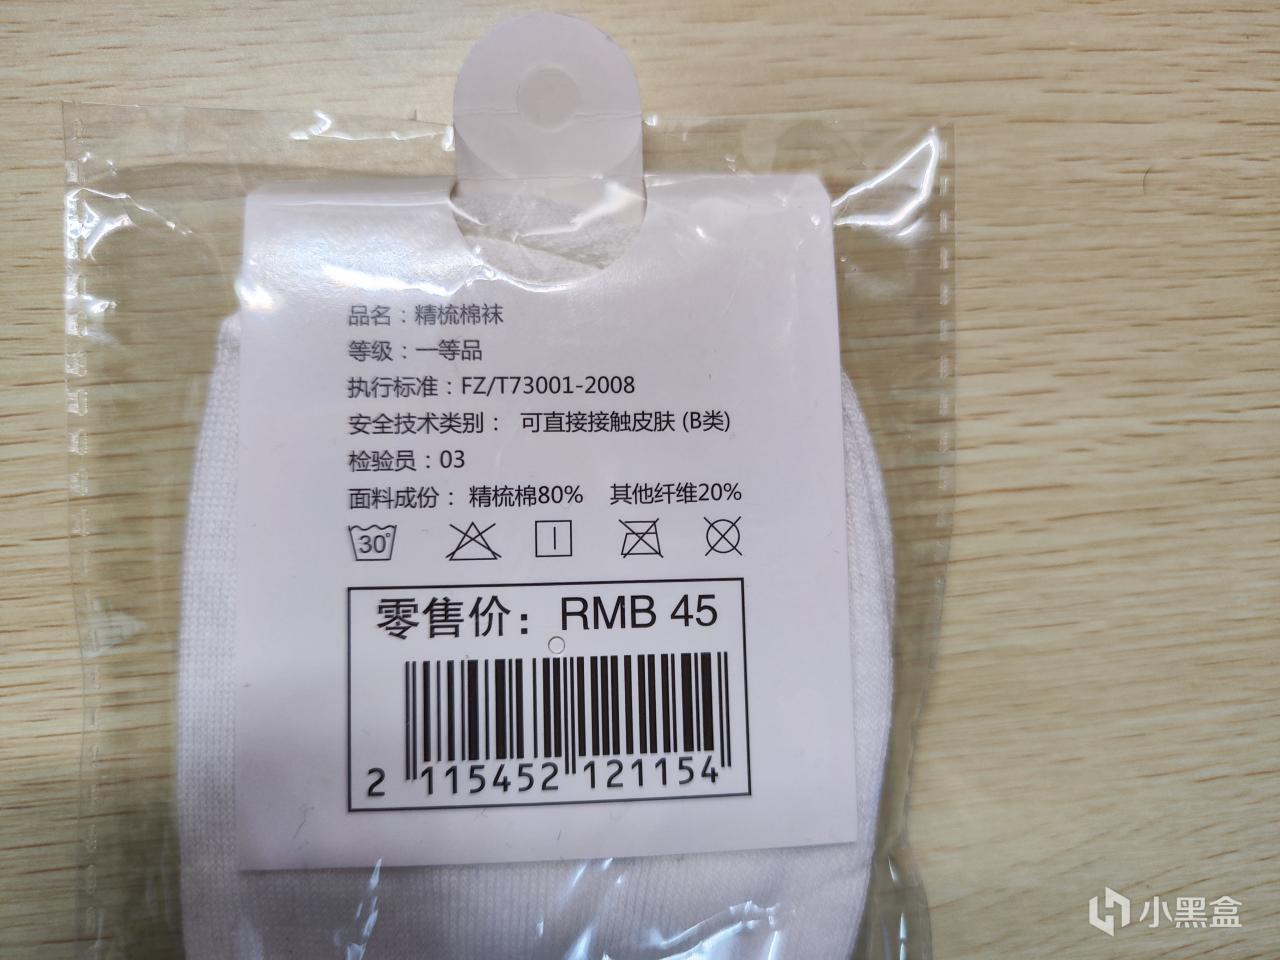 品名：精梳棉袜
等级：一等品
执行标准：FZ/T73001-2008
安全技术类别： 可直接接触皮肤 (B类)
检验员：03
面料成份： 精梳棉80% 其他纤维20%
30°
零售价：RMB 45
2 115452 121154
小黑盒